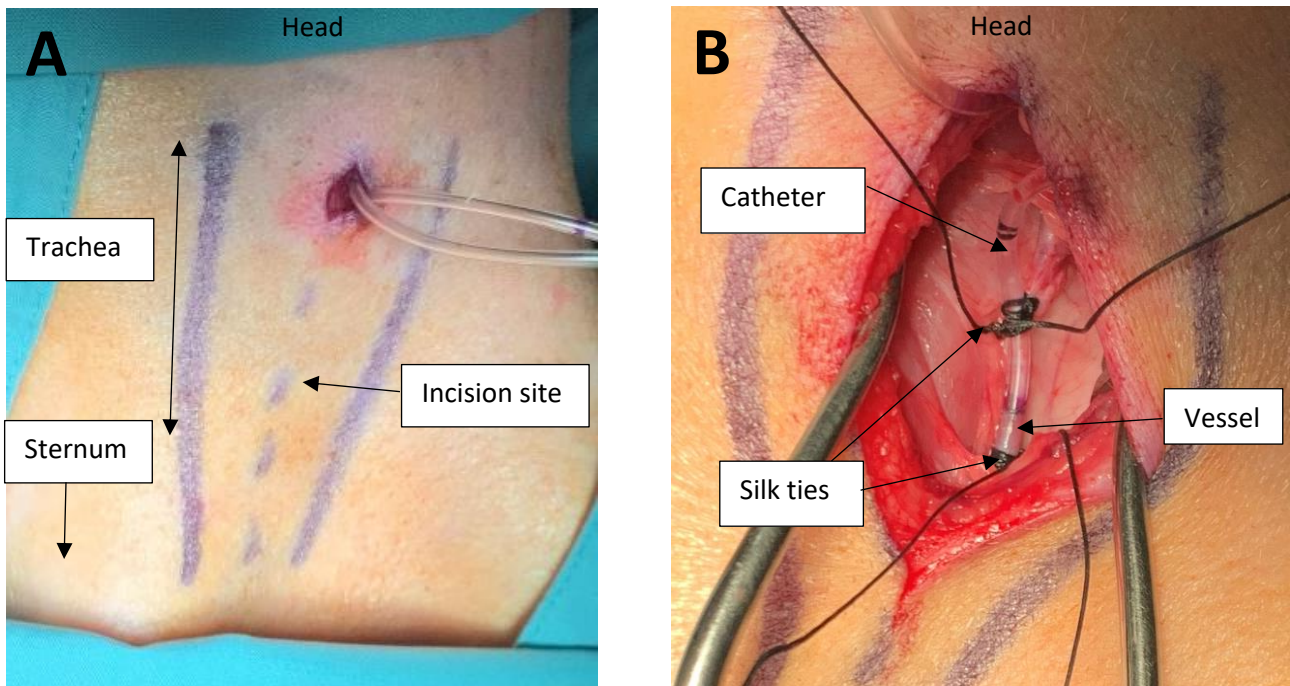 A
Head
Trachea
Sternum
Incision site
B
Head
Catheter
Vessel
Silk ties